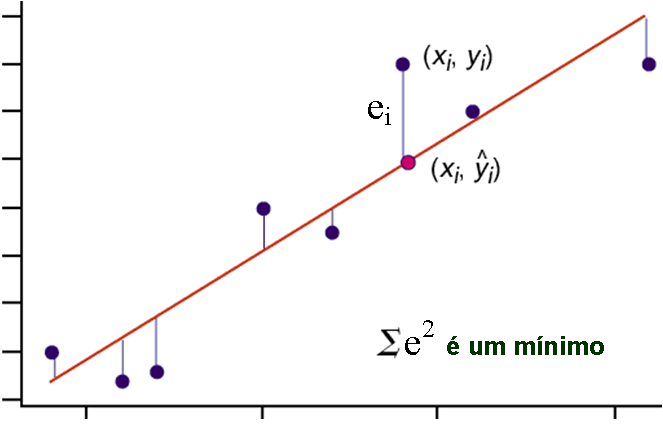 (xᵢ, yᵢ)
eᵢ
(xᵢ, ŷᵢ)
Σe² é um mínimo